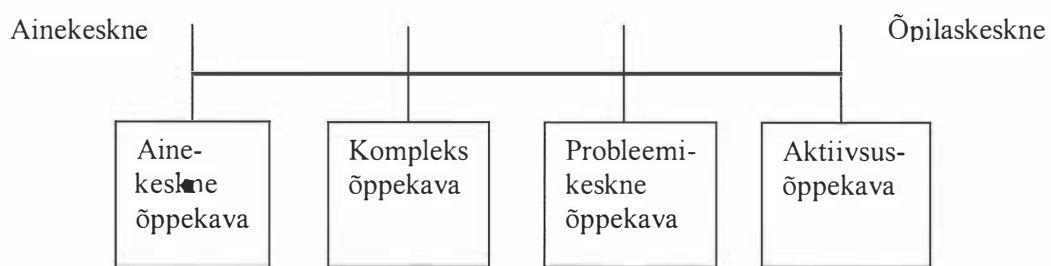 Ainekeskne
Õpilaskeskne
Aine-
keskne
õppekava
Kompleks
õppekava
Probleemi-
keskne
õppekava
Aktiivsus-
õppekava